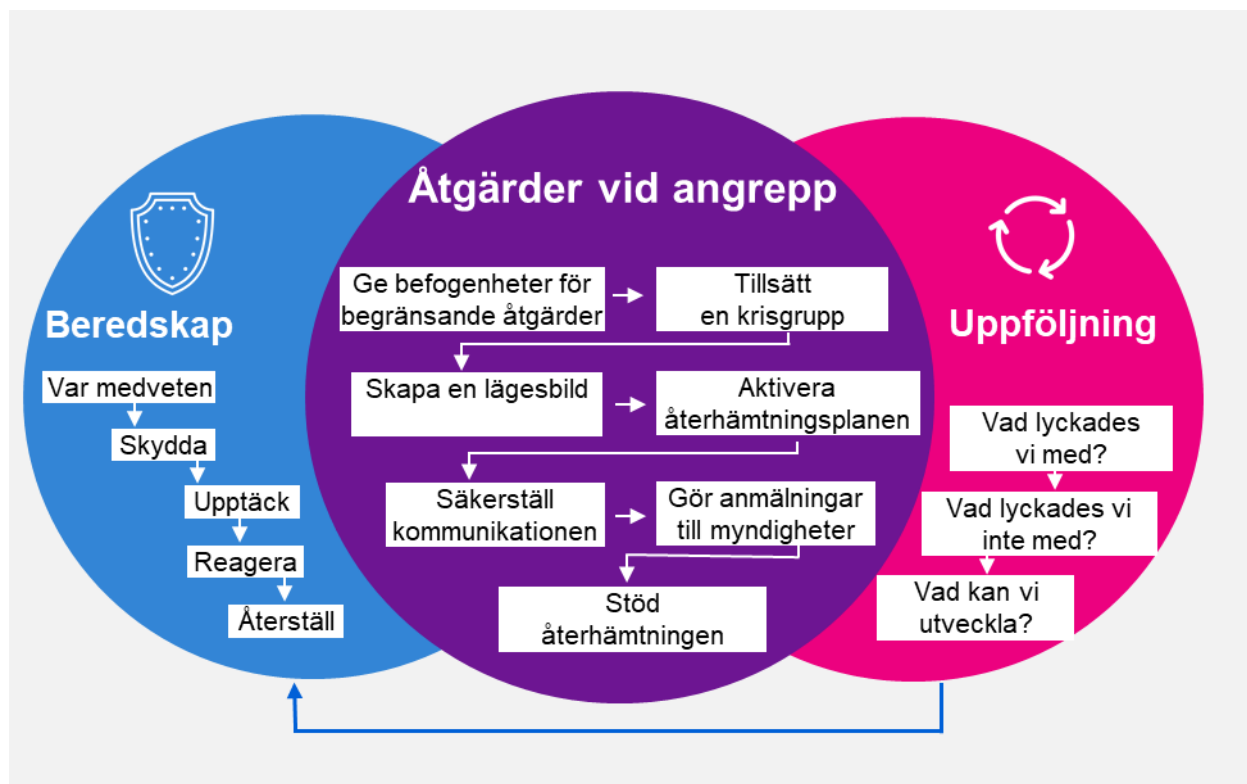 Beredskap
Var medveten
Skydda
Upptäck
Reagera
Återställ
Åtgärder vid angrepp
Ge befogenheter för
begränsande åtgärder
Tillsätt
en krisgrupp
Skapa en lägesbild
Aktivera
återhämtningsplanen
Säkerställ
kommunikationen
Gör anmälningar
till myndigheter
Stöd
återhämtningen
Uppföljning
Vad lyckades
vi med?
Vad lyckades vi
inte med?
Vad kan vi
utveckla?